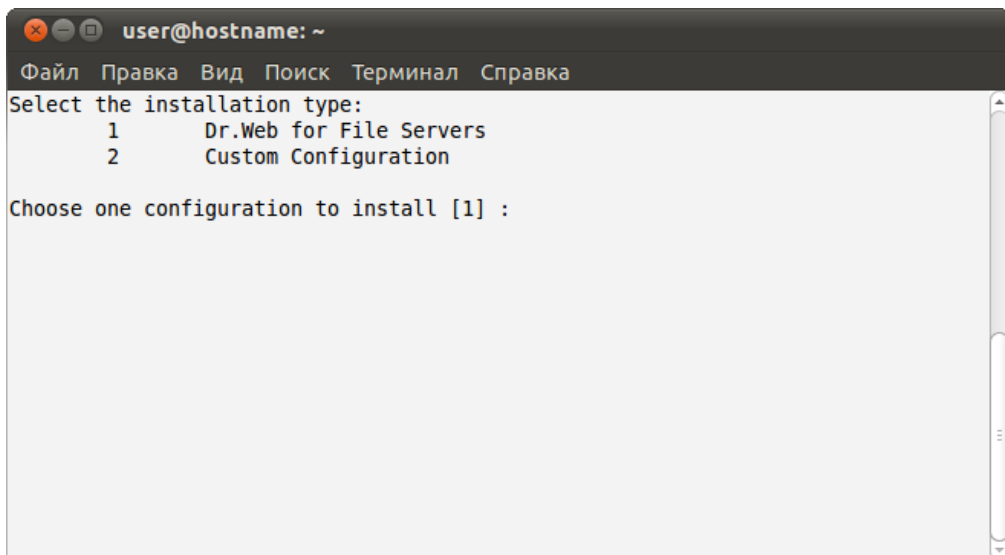 user@hostname: ~
Файл Правка Вид Поиск Терминал Справка
Select the installation type:
1 Dr.Web for File Servers
2 Custom Configuration
Choose one configuration to install [1] :